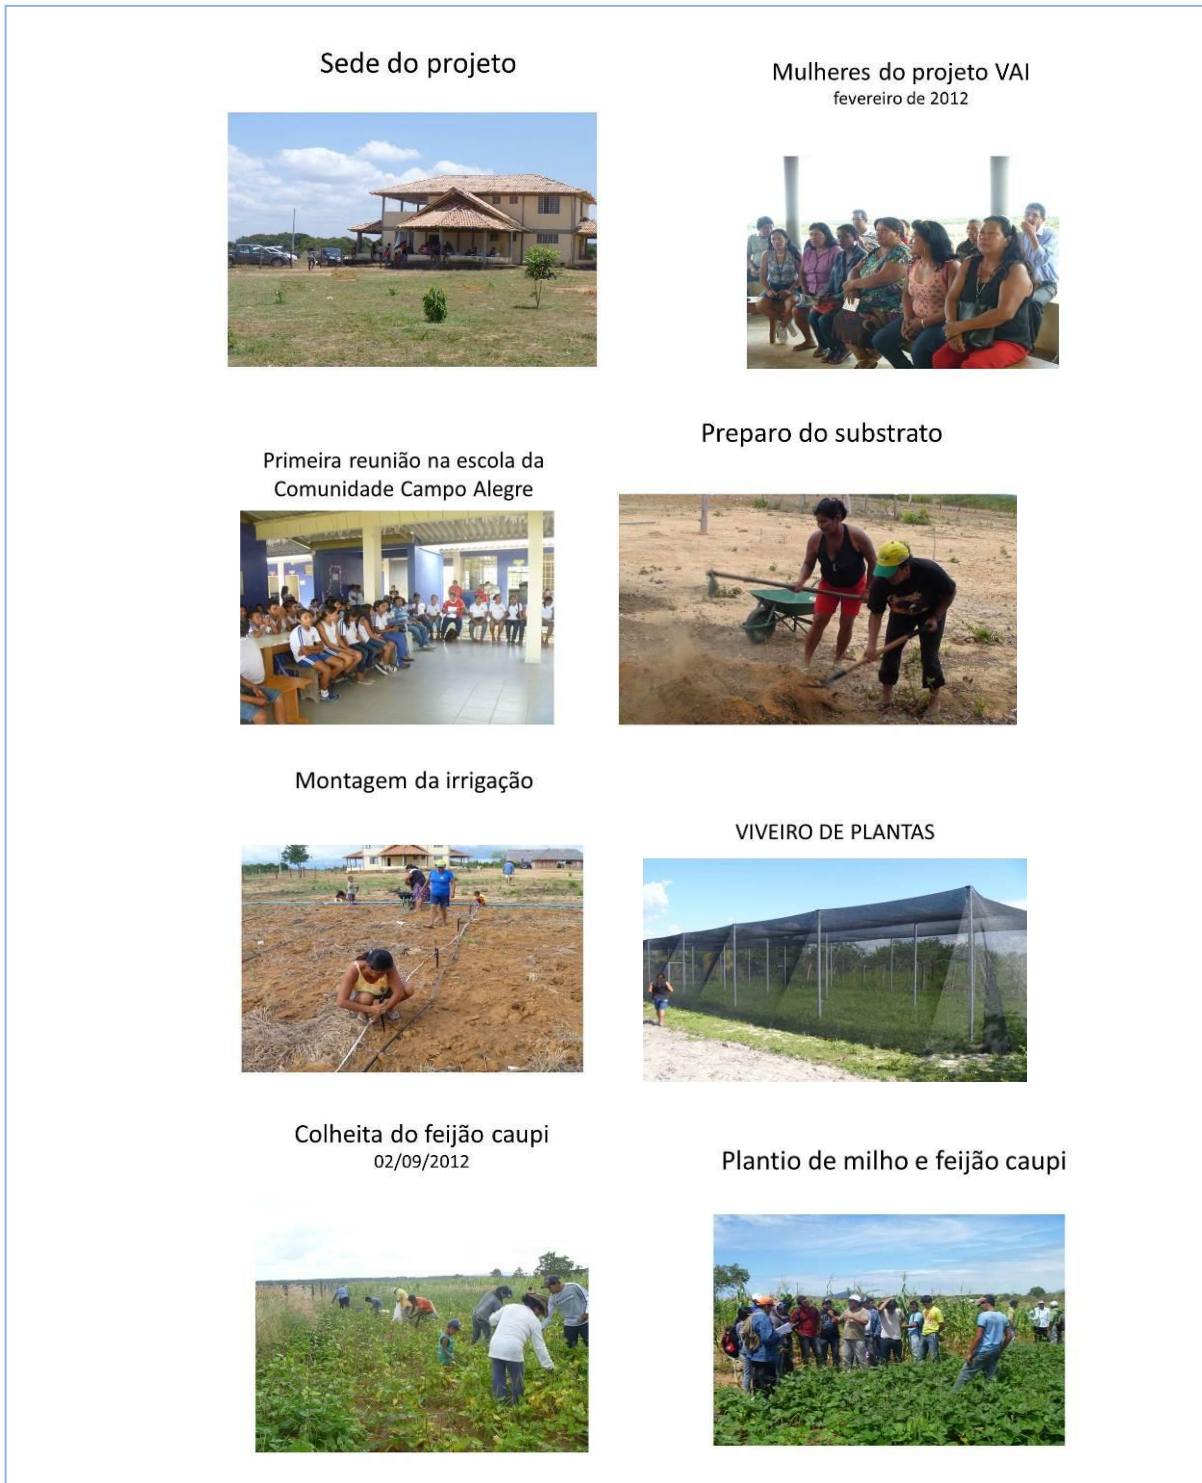 Sede do projeto
Mulheres do projeto VAI
fevereiro de 2012
Primeira reunião na escola da
Comunidade Campo Alegre
Preparo do substrato
Montagem da irrigação
VIVEIRO DE PLANTAS
Colheita do feijão caupi
02/09/2012
Plantio de milho e feijão caupi